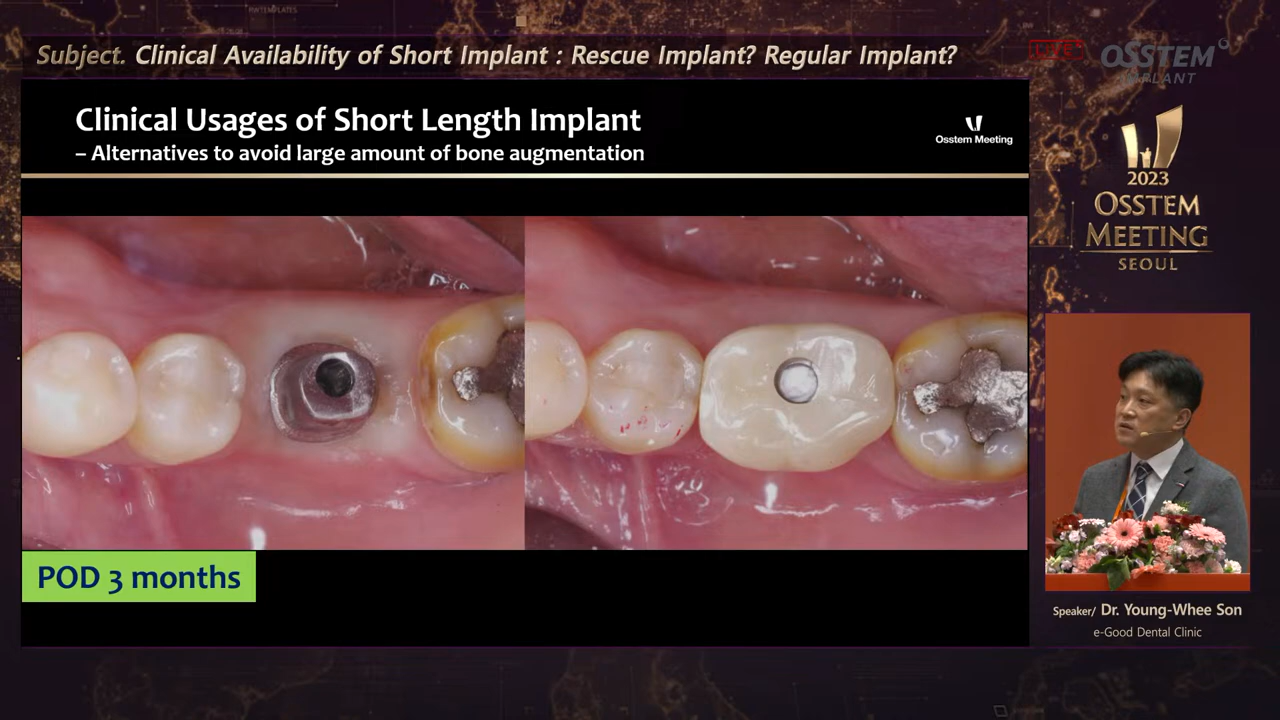 Subject. Clinical Availability of Short Implant : Rescue Implant? Regular Implant?
LIVE
OSSTEM
IMPLANT
Clinical Usages of Short Length Implant
– Alternatives to avoid large amount of bone augmentation
Osstem Meeting
2023
OSSTEM
MEETING
SEOUL
POD 3 months
Speaker/ Dr. Young-Whee Son
e-Good Dental Clinic